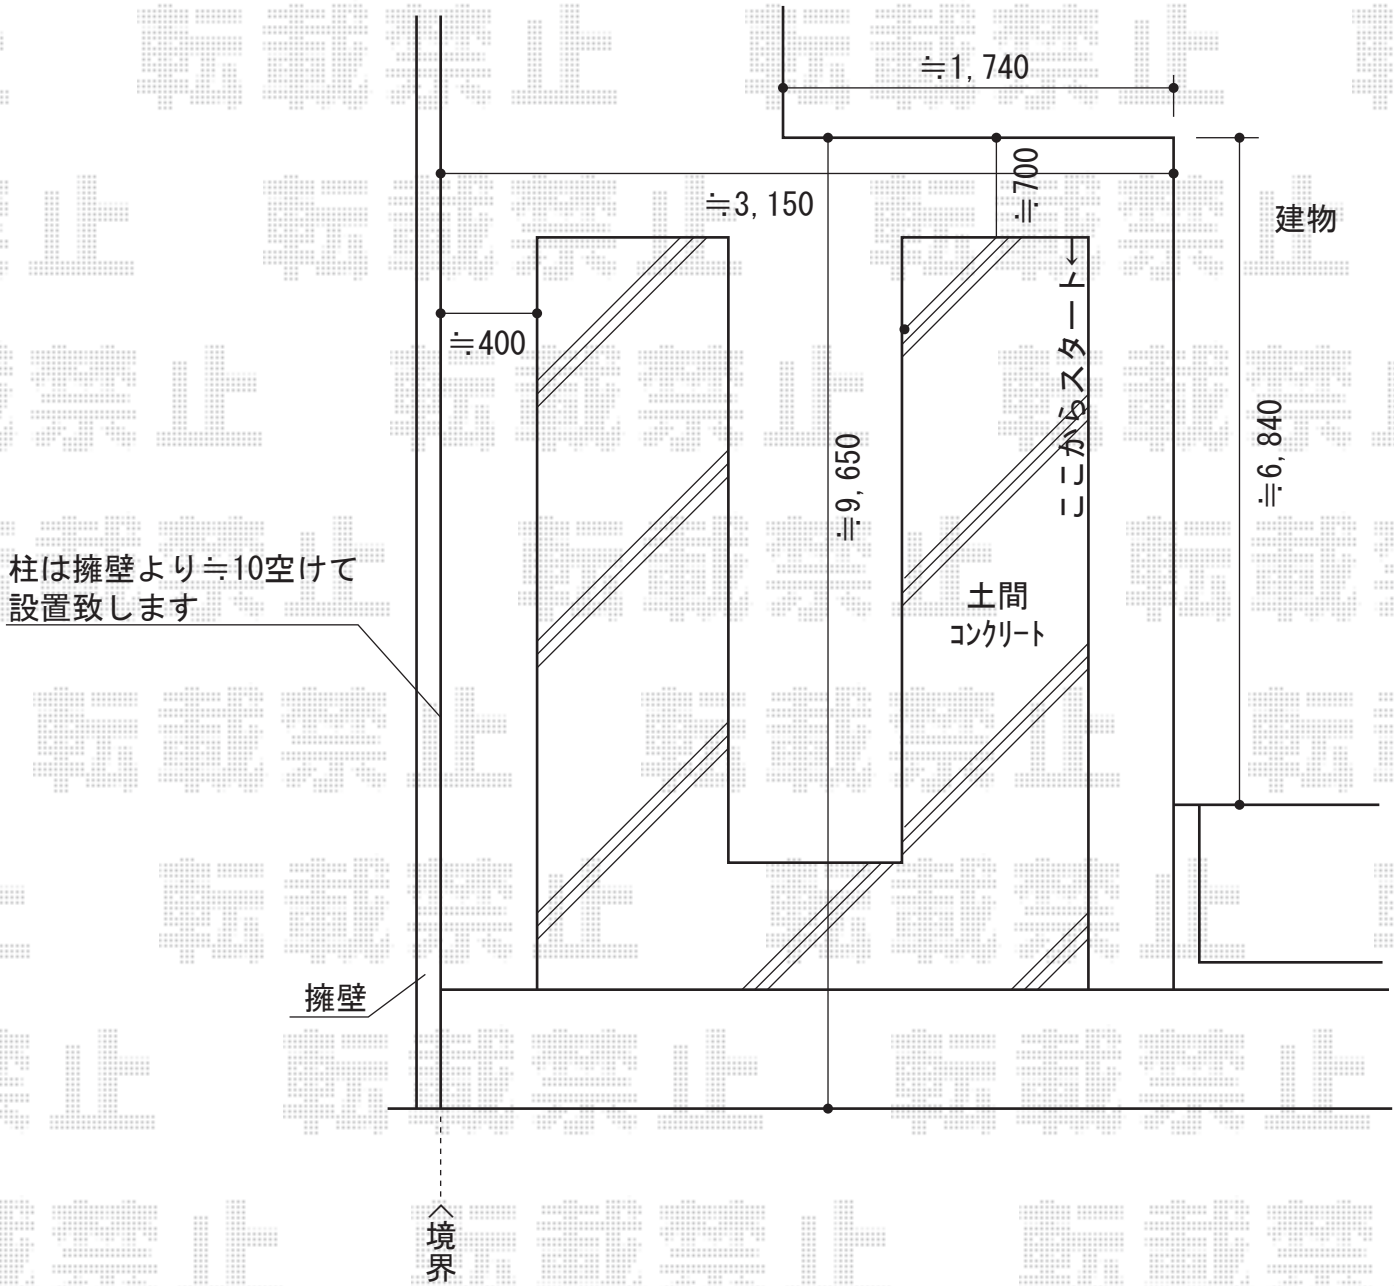 ≒1,740
≒3,150
≒700
建物
≒400
ここからスタート→
≒9,650
≒6,840
柱は擁壁より≒10空けて
設置致します
土間
コンクリート
擁壁
境界
転載禁止